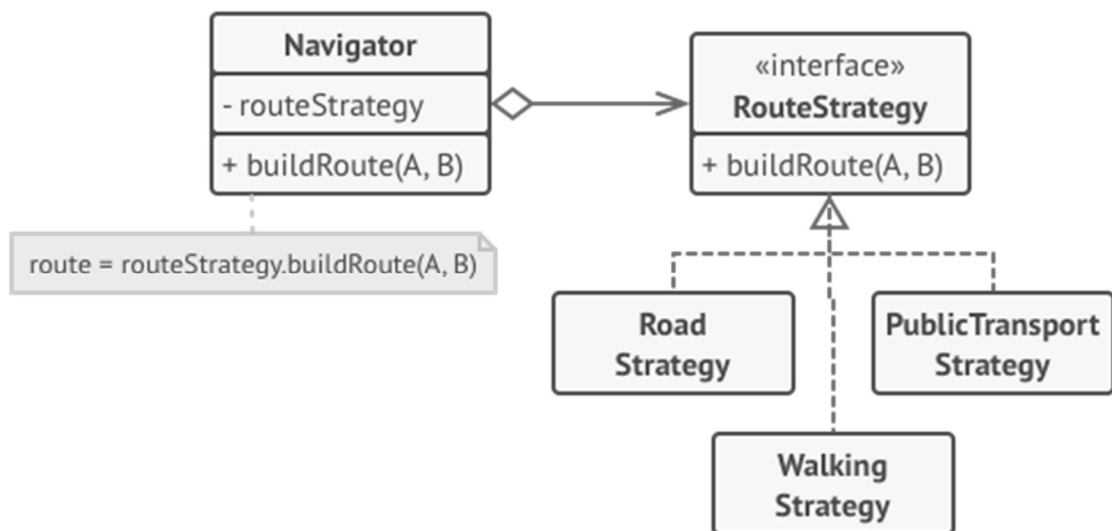 Navigator
- routeStrategy
+ buildRoute(A, B)
route = routeStrategy.buildRoute(A, B)
«interface»
RouteStrategy
+ buildRoute(A, B)
Road
Strategy
PublicTransport
Strategy
Walking
Strategy